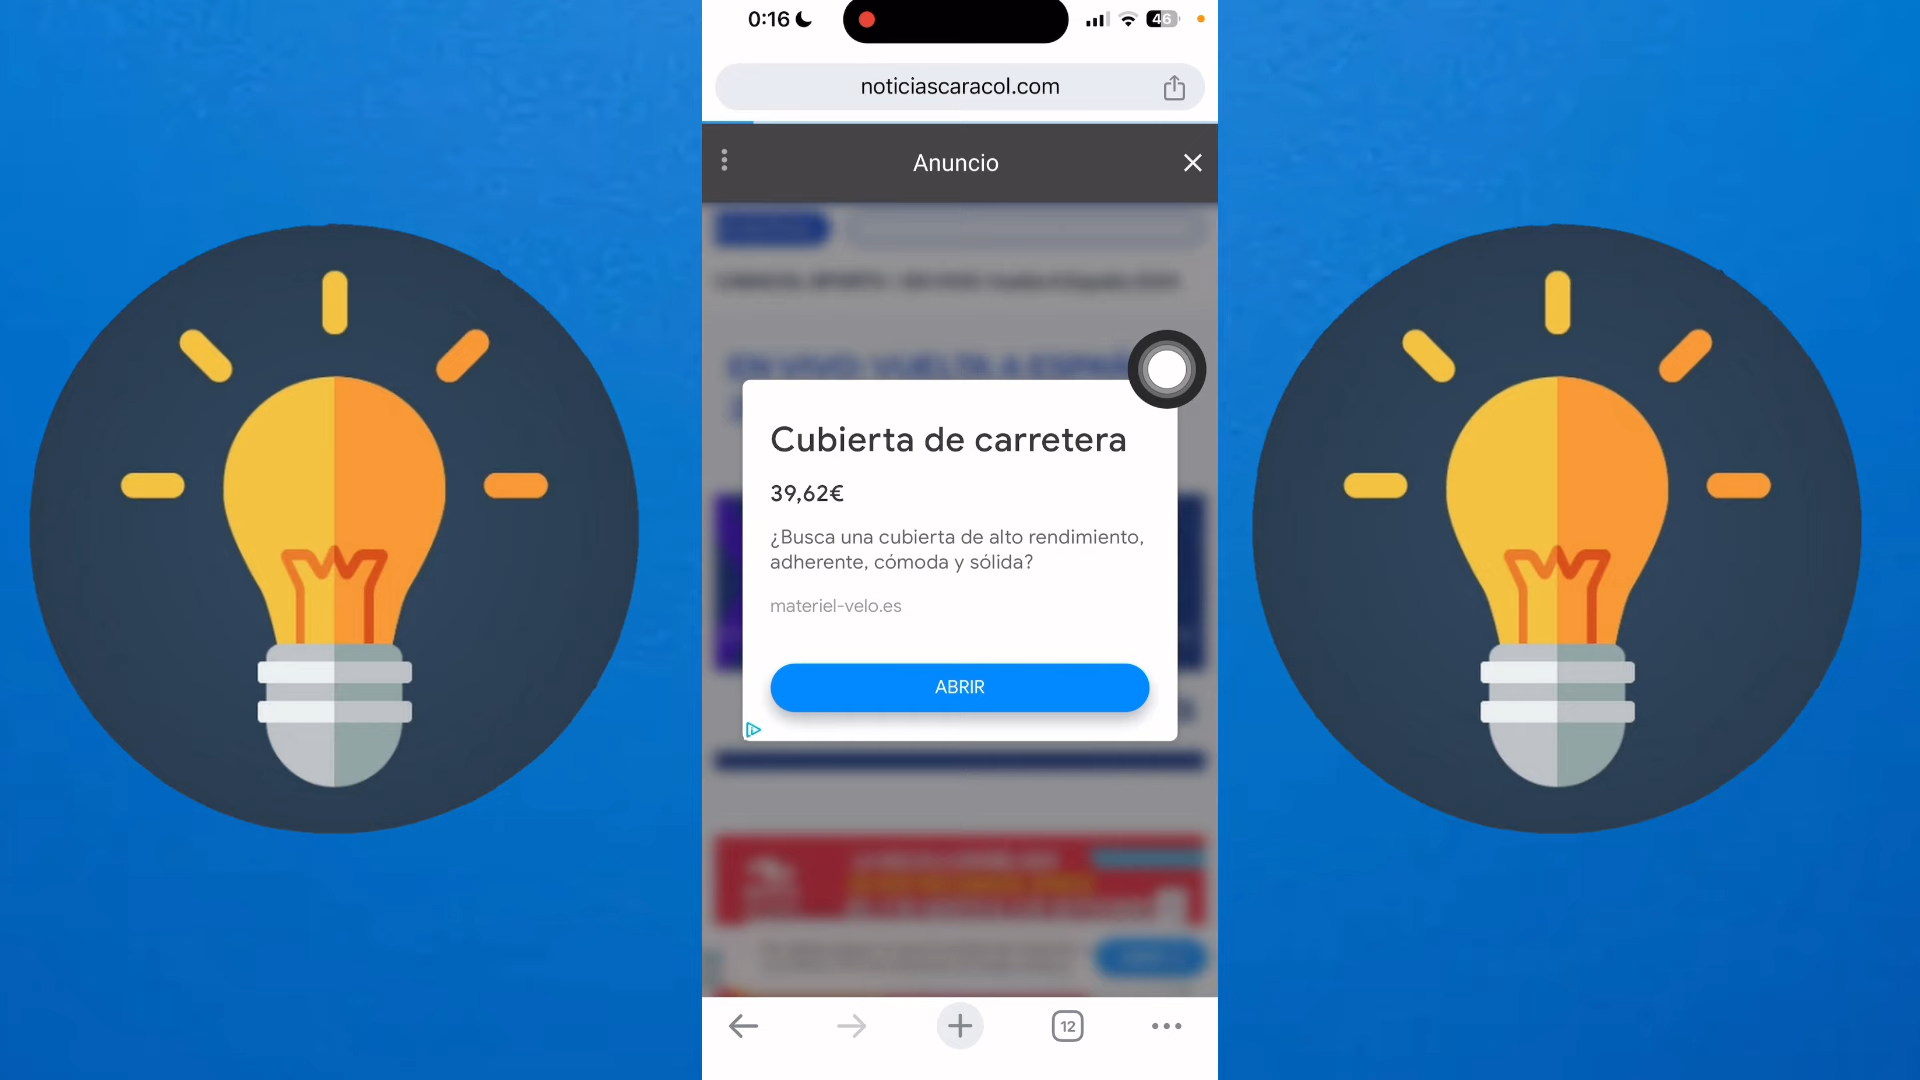 0:16
46
noticiascaracol.com
Anuncio
Cubierta de carretera
39,62€
¿Busca una cubierta de alto rendimiento,
adherente, cómoda y sólida?
materiel-velo.es
ABRIR
12